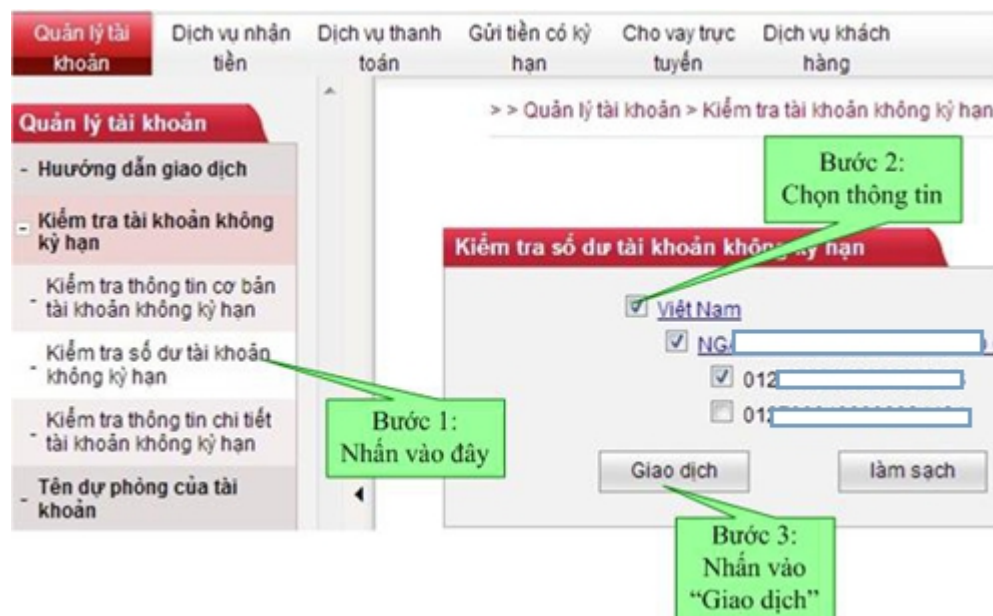 Quản lý tài
khoản
Dịch vụ nhận
tiền
Dịch vụ thanh
toán
Gửi tiền có kỳ
hạn
Cho vay trực
tuyến
Dịch vụ khách
hàng
> > Quản lý tài khoản > Kiểm tra tài khoản không kỳ hạn
Quản lý tài khoản
- Huướng dẫn giao dịch
- Kiểm tra tài khoản không
kỳ hạn
- Kiểm tra thông tin cơ bản
tài khoản không kỳ hạn
- Kiểm tra số dư tài khoản
không kỳ hạn
- Kiểm tra thông tin chi tiết
tài khoản không kỳ hạn
- Tên dự phòng của tài
khoản
Bước 1:
Nhấn vào đây
Bước 2:
Chọn thông tin
Kiểm tra số dư tài khoản không kỳ hạn
Việt Nam
NGÂ
012
012
Giao dịch
làm sạch
Bước 3:
Nhấn vào
“Giao dịch”